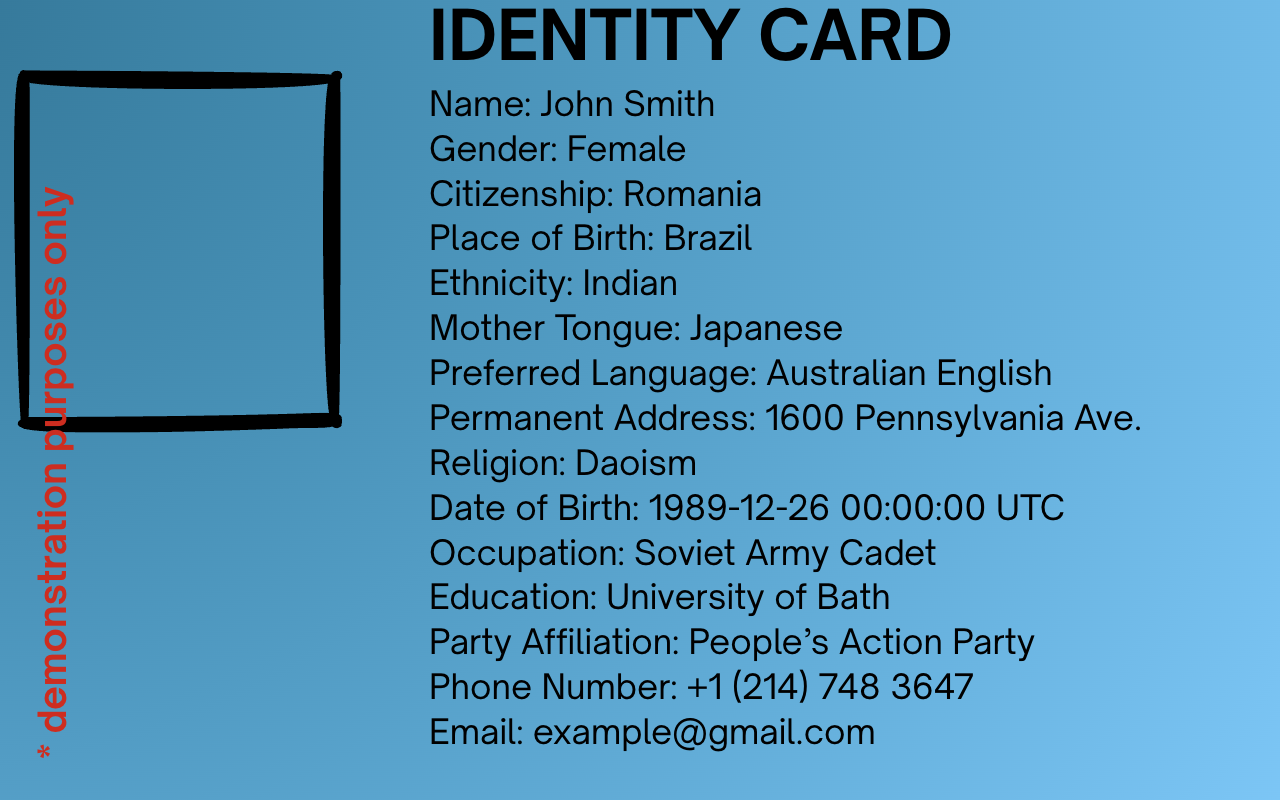 IDENTITY CARD
Name: John Smith
Gender: Female
Citizenship: Romania
Place of Birth: Brazil
Ethnicity: Indian
Mother Tongue: Japanese
Preferred Language: Australian English
Permanent Address: 1600 Pennsylvania Ave.
Religion: Daoism
Date of Birth: 1989-12-26 00:00:00 UTC
Occupation: Soviet Army Cadet
Education: University of Bath
Party Affiliation: People’s Action Party
Phone Number: +1 (214) 748 3647
Email: example@gmail.com
* demonstration purposes only